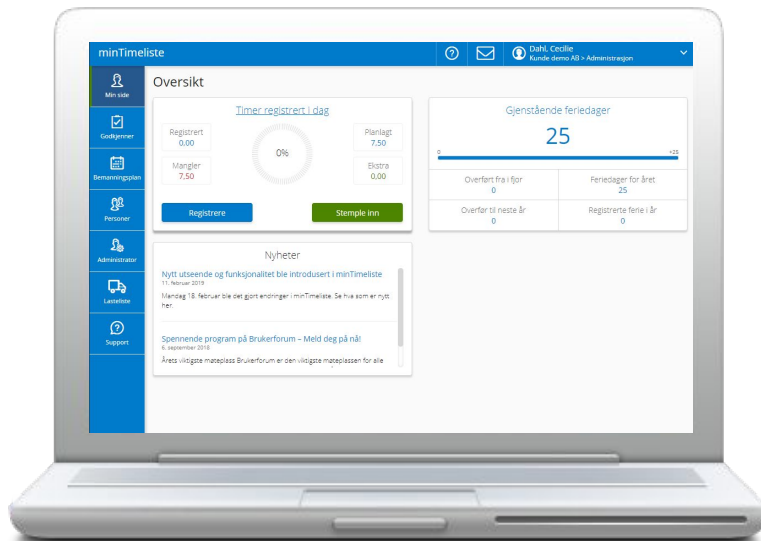 minTimeliste
Dahl, Cecilie
Kunde demo AB > Administrasjon
Min side
Godkjenner
Bemanningsplan
Personer
Administrator
Lasteliste
Support
Oversikt
Timer registrert i dag
Registrert
0,00
Planlagt
7,50
0%
Mangler
7,50
Ekstra
0,00
Registrere
Stemple inn
Gjenstående feriedager
25
0
+25
Overført fra i fjor
0
Feriedager for året
25
Overfør til neste år
0
Registrerte ferie i år
0
Nyheter
Nytt utseende og funksjonalitet ble introdusert i minTimeliste
11. februar 2019
Mandag 18. februar ble det gjort endringer i minTimeliste. Se hva som er nytt
her.
Spennende program på Brukerforum – Meld deg på nå!
6. september 2018
Årets viktigste møteplass Brukerforum er den viktigste møteplassen for alle